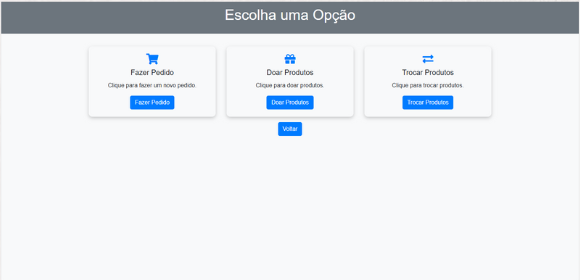 Escolha uma Opção
Fazer Pedido
Clique para fazer um novo pedido.
Fazer Pedido
Doar Produtos
Clique para doar produtos.
Doar Produtos
Trocar Produtos
Clique para trocar produtos.
Trocar Produtos
Voltar